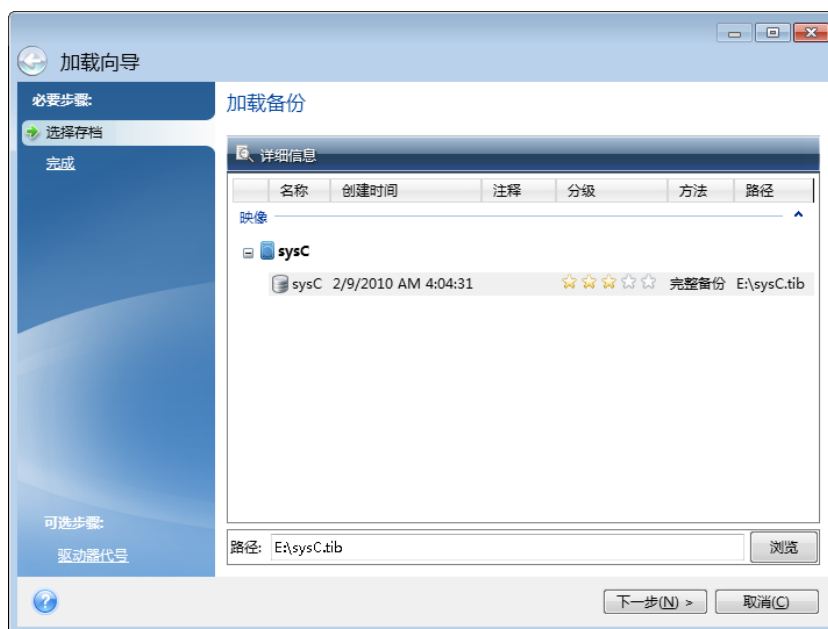 加载向导
必要步骤:
选择存档
完成
可选步骤:
驱动器代号
加载备份
详细信息
名称 创建时间 注释 分级 方法 路径
映像
sysC
sysC 2/9/2010 AM 4:04:31 完整备份 E:\sysC.tib
路径: E:\sysC.tib 浏览
下一步(N) > 取消(C)